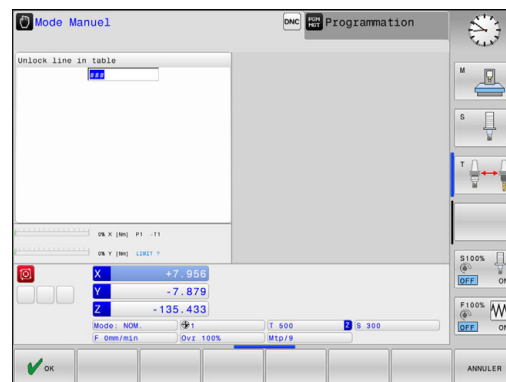 Mode Manuel
DNC
PGM MGT
Programmation
Unlock line in table
###
M
S
T
0% X [Nm] P1 -T1
0% Y [Nm] LIMIT ?
X +7.956
Y -7.879
Z -135.433
Mode: NOM. 1 T 500 Z S 300
F 0mm/min Ovr 100% M+p/9
S100%
OFF ON
F100%
OFF ON
OK
ANNULER